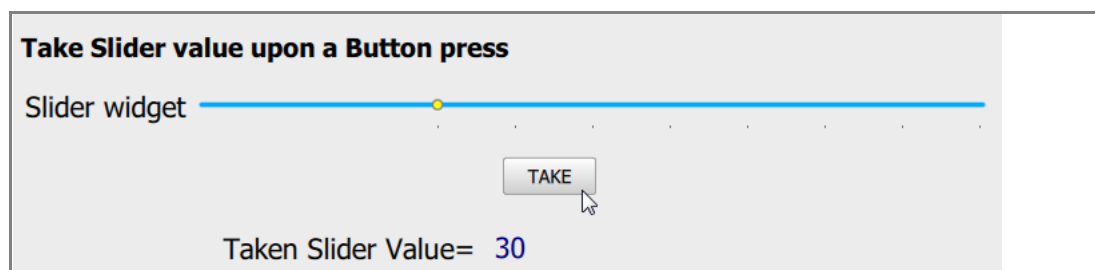 Take Slider value upon a Button press
Slider widget
TAKE
Taken Slider Value= 30